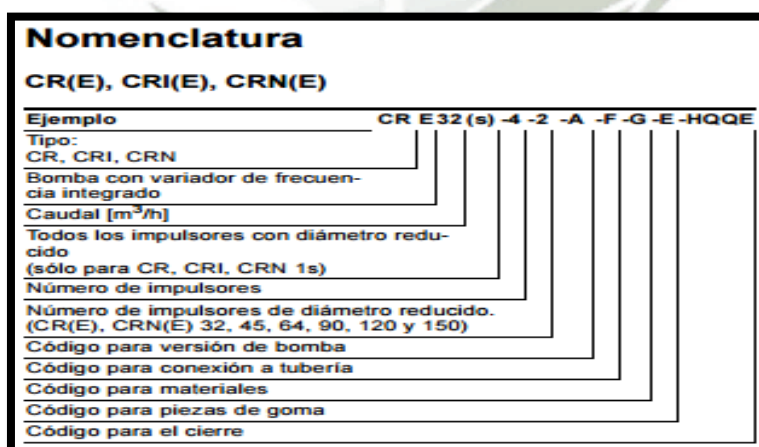 Nomenclatura
CR(E), CRI(E), CRN(E)
Ejemplo CR E 32 (s) -4 -2 -A -F -G -E -HQQE
Tipo:
CR, CRI, CRN
Bomba con variador de frecuen-
cia integrado
Caudal [m³/h]
Todos los impulsores con diámetro redu-
cido
(sólo para CR, CRI, CRN 1s)
Número de impulsores
Número de impulsores de diámetro reducido.
(CR(E), CRN(E) 32, 45, 64, 90, 120 y 150)
Código para versión de bomba
Código para conexión a tubería
Código para materiales
Código para piezas de goma
Código para el cierre